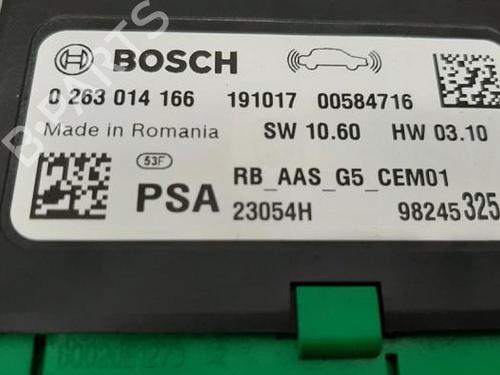 BOSCH
0 263 014 166 191017 00584716
Made in Romania SW 10.60 HW 03.10
53F
PSA RB_AAS_G5_CEM01
23054H 98245325
B-PARTS